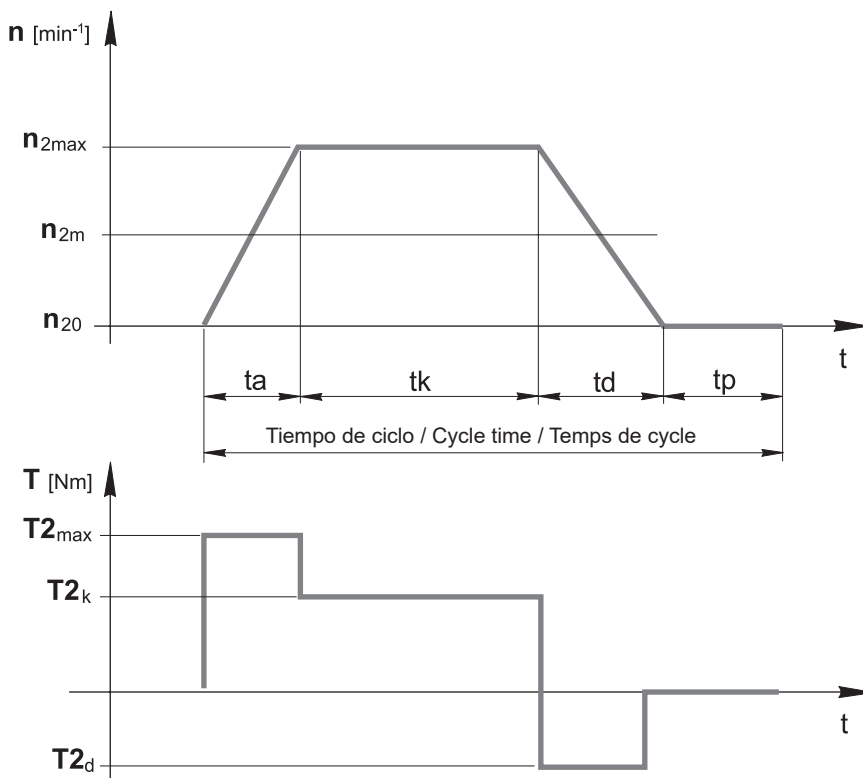 n [min⁻¹]
n2max
n2m
n20
t
ta tk td tp
Tiempo de ciclo / Cycle time / Temps de cycle
T [Nm]
T2max
T2k
t
T2d